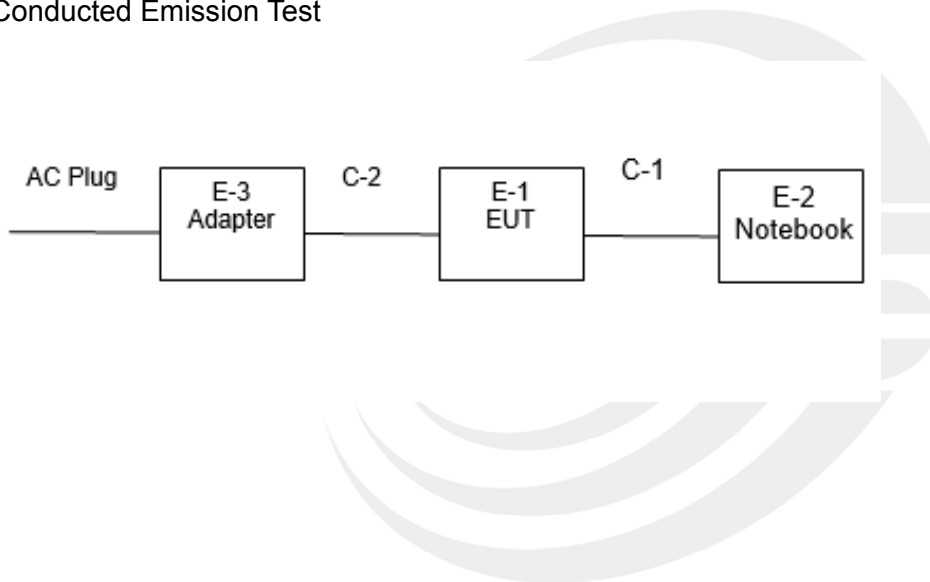 Conducted Emission Test
AC Plug
E-3
Adapter
C-2
E-1
EUT
C-1
E-2
Notebook